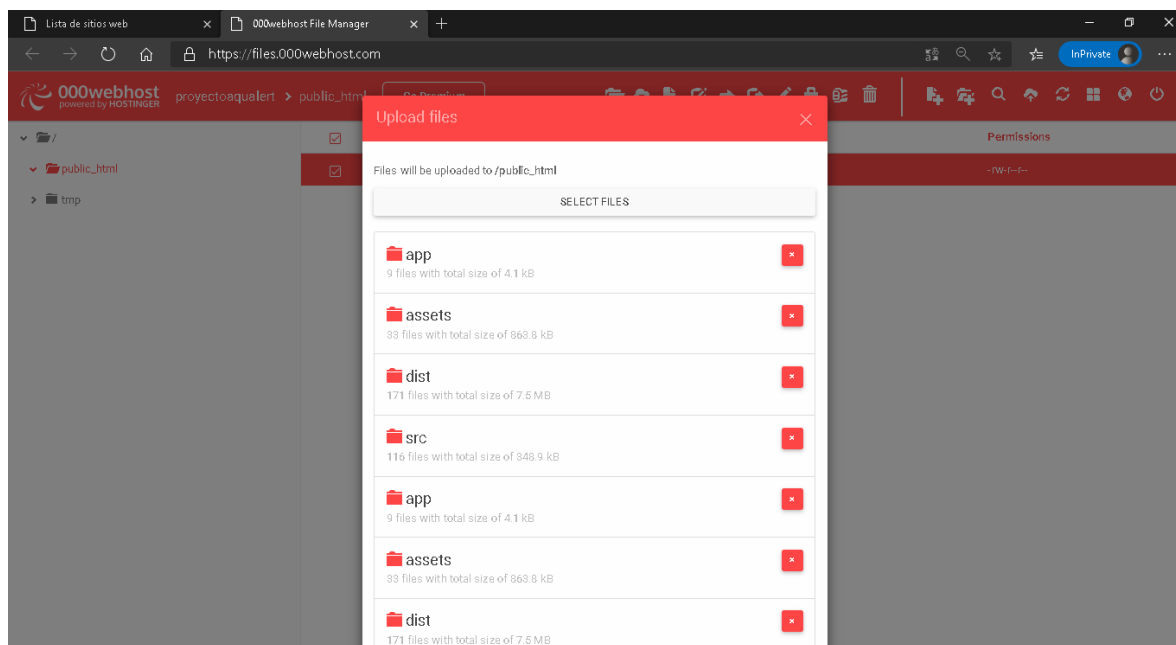 Lista de sitios web
000webhost File Manager
https://files.000webhost.com
InPrivate
000webhost
powered by HOSTINGER
proyectoaqualert > public_html
Go Premium
Upload files
/
Permissions
public_html
-rw-r--r--
tmp
Files will be uploaded to /public_html
SELECT FILES
app
9 files with total size of 4.1 kB
assets
33 files with total size of 863.8 kB
dist
171 files with total size of 7.5 MB
src
116 files with total size of 348.9 kB
app
9 files with total size of 4.1 kB
assets
33 files with total size of 863.8 kB
dist
171 files with total size of 7.5 MB